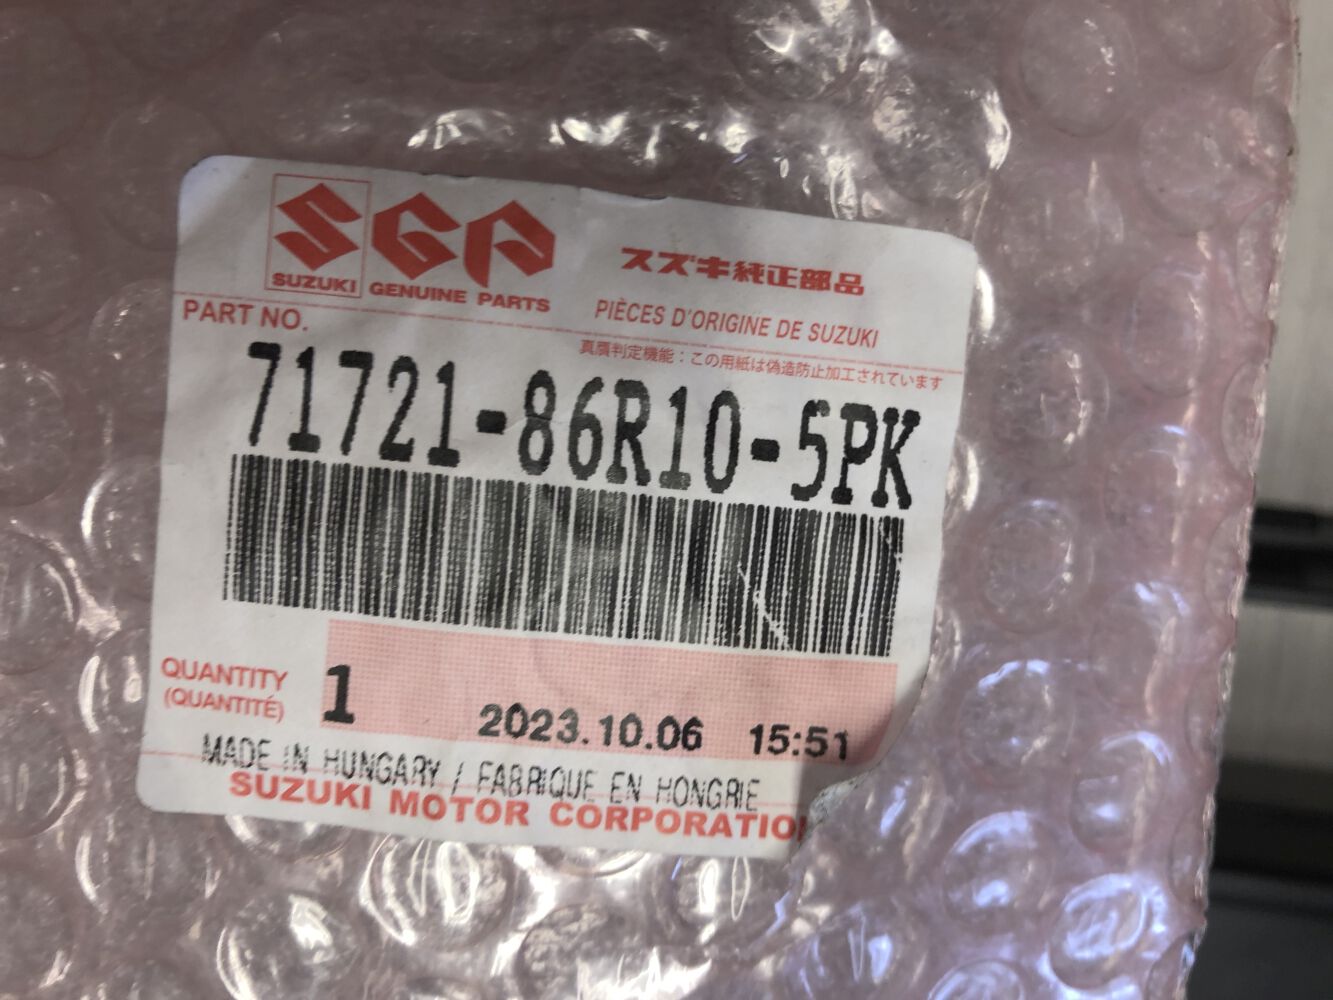 SUZUKI
SGP
GENUINE PARTS
スズキ純正部品
PIÈCES D'ORIGINE DE SUZUKI
PART NO.
真贋判定機能：この用紙は偽造防止加工されています
71721-86R10-5PK
QUANTITY
(QUANTITÉ)
1
2023.10.06 15:51
MADE IN HUNGARY / FABRIQUE EN HONGRIE
SUZUKI MOTOR CORPORATION